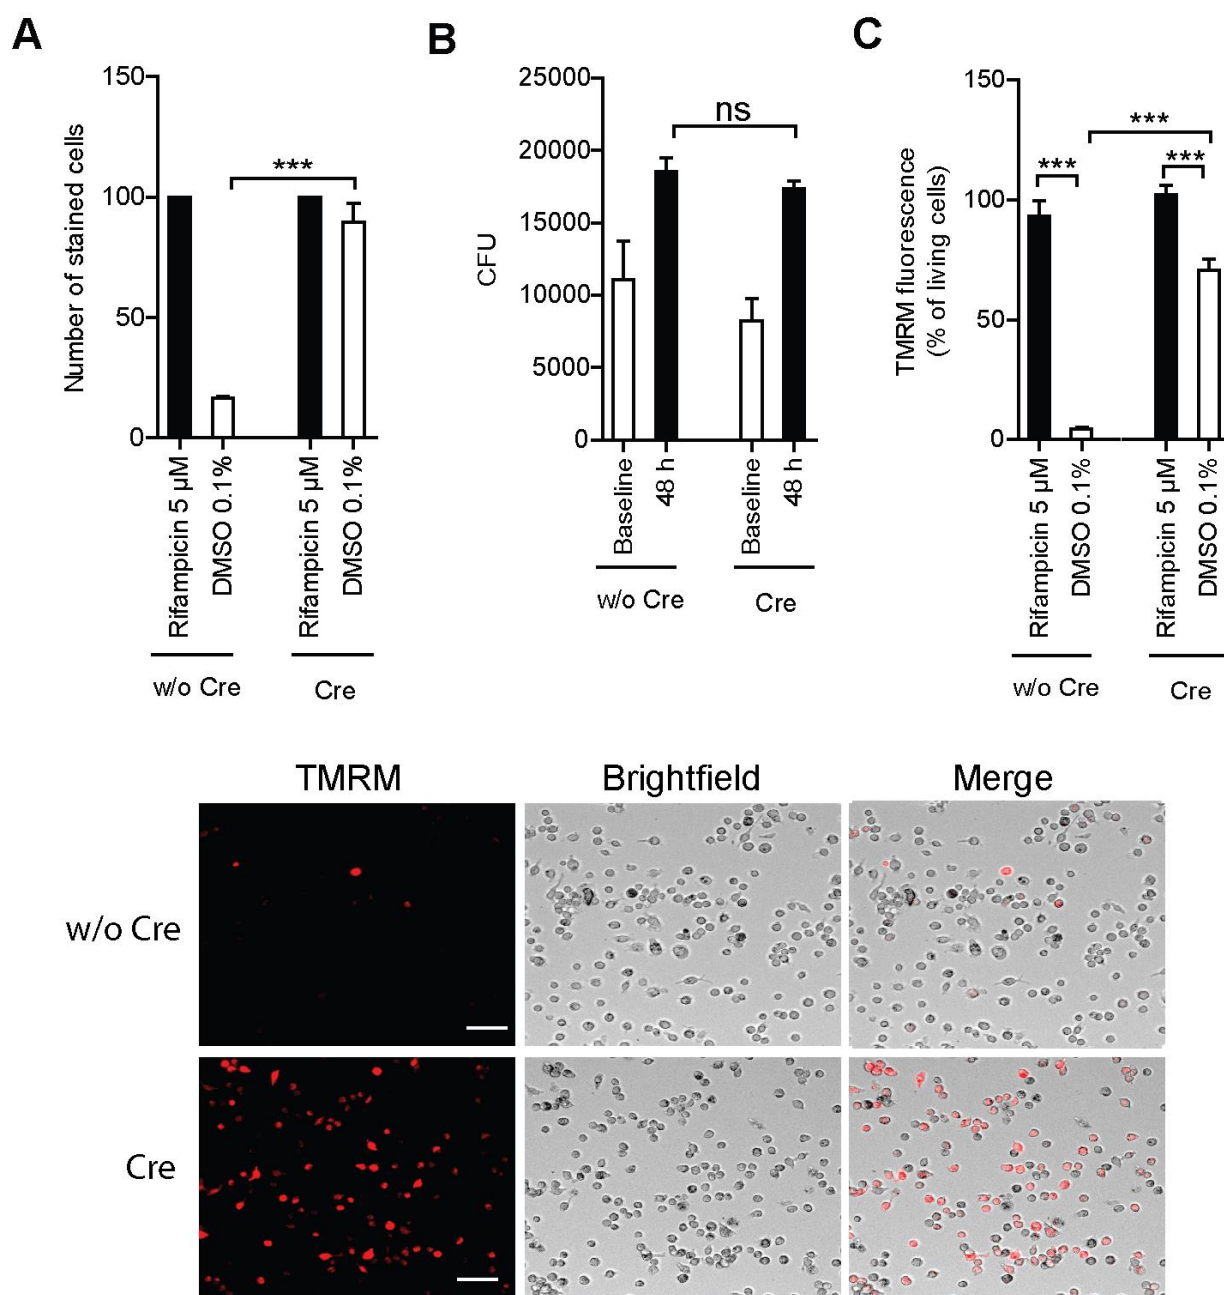 A
150
100
50
0
Number of stained cells
***
Rifampicin 5 µM
DMSO 0.1%
Rifampicin 5 µM
DMSO 0.1%
w/o Cre
Cre
B
25000
20000
15000
10000
5000
0
CFU
ns
Baseline
48 h
Baseline
48 h
w/o Cre
Cre
C
150
100
50
0
TMRM fluorescence
(% of living cells)
***
***
***
Rifampicin 5 µM
DMSO 0.1%
Rifampicin 5 µM
DMSO 0.1%
w/o Cre
Cre
TMRM
Brightfield
Merge
w/o Cre
Cre